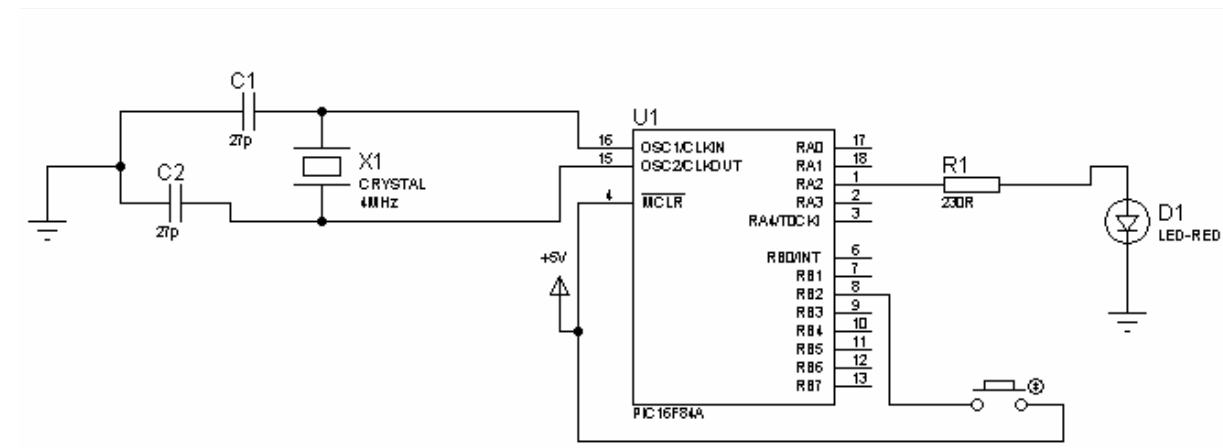 C1
27p
C2
27p
X1
CRYSTAL
4MHz
+5V
U1
16 OSC1/CLKIN
15 OSC2/CLKOUT
4 MCLR
RA0 17
RA1 18
RA2 1
RA3 2
RA4/T0CKI 3
RB0/INT 6
RB1 7
RB2 8
RB3 9
RB4 10
RB5 11
RB6 12
RB7 13
PIC16F84A
R1
230R
D1
LED-RED